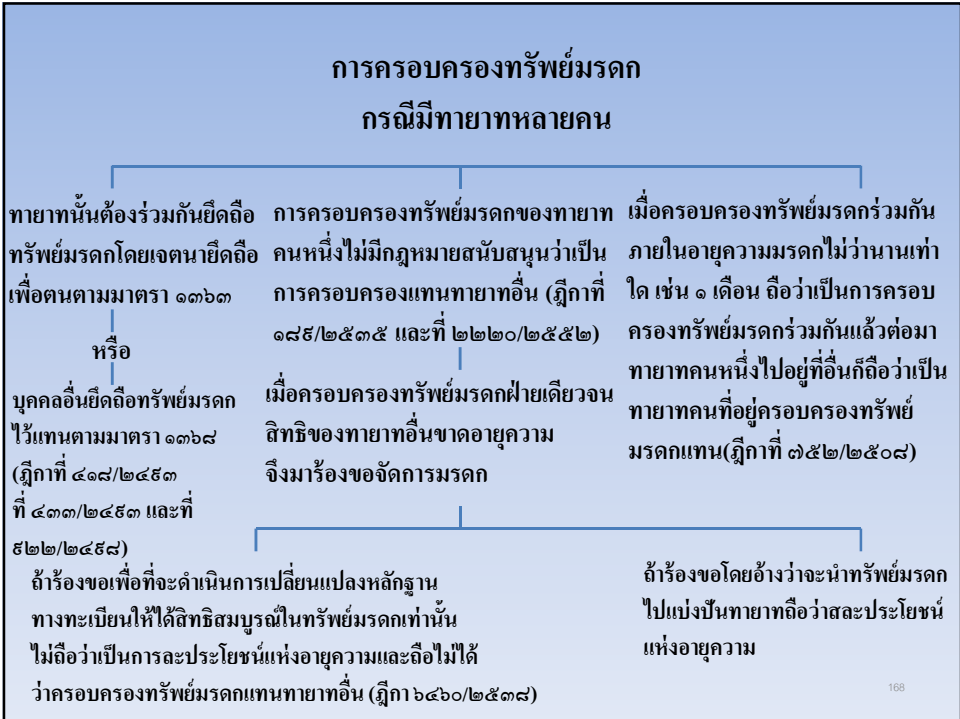 การครอบครองทรัพย์มรดก
กรณีมีทายาทหลายคน
ทายาทนั้นต้องร่วมกันยึดถือ
ทรัพย์มรดกโดยเจตนายึดถือ
เพื่อตนตามมาตรา ๑๓๖๓
หรือ
บุคคลอื่นยึดถือทรัพย์มรดก
ไว้แทนตามมาตรา ๑๓๖๘
(ฎีกาที่ ๔๑๘/๒๔๙๓
ที่ ๔๓๓/๒๔๙๓ และที่
๙๒๒/๒๔๙๘)
การครอบครองทรัพย์มรดกของทายาท
คนหนึ่งไม่มีกฎหมายสนับสนุนว่าเป็น
การครอบครองแทนทายาทอื่น (ฎีกาที่
๑๘๙/๒๕๓๕ และที่ ๒๒๒๐/๒๕๕๒)
เมื่อครอบครองทรัพย์มรดกฝ่ายเดียวจน
สิทธิของทายาทอื่นขาดอายุความ
จึงมาร้องขอจัดการมรดก
เมื่อครอบครองทรัพย์มรดกร่วมกัน
ภายในอายุความมรดกไม่ว่านานเท่า
ใด เช่น ๑ เดือน ถือว่าเป็นการครอบ
ครองทรัพย์มรดกร่วมกันแล้วต่อมา
ทายาทคนหนึ่งไปอยู่ที่อื่นก็ถือว่าเป็น
ทายาทคนที่อยู่ครอบครองทรัพย์
มรดกแทน(ฎีกาที่ ๗๕๒/๒๕๐๘)
ถ้าร้องขอเพื่อที่จะดำเนินการเปลี่ยนแปลงหลักฐาน
ทางทะเบียนให้ได้สิทธิสมบูรณ์ในทรัพย์มรดกเท่านั้น
ไม่ถือว่าเป็นการละประโยชน์แห่งอายุความและถือไม่ได้
ว่าครอบครองทรัพย์มรดกแทนทายาทอื่น (ฎีกา ๖๔๖๐/๒๕๓๘)
ถ้าร้องขอโดยอ้างว่าจะนำทรัพย์มรดก
ไปแบ่งปันทายาทถือว่าสละประโยชน์
แห่งอายุความ
168